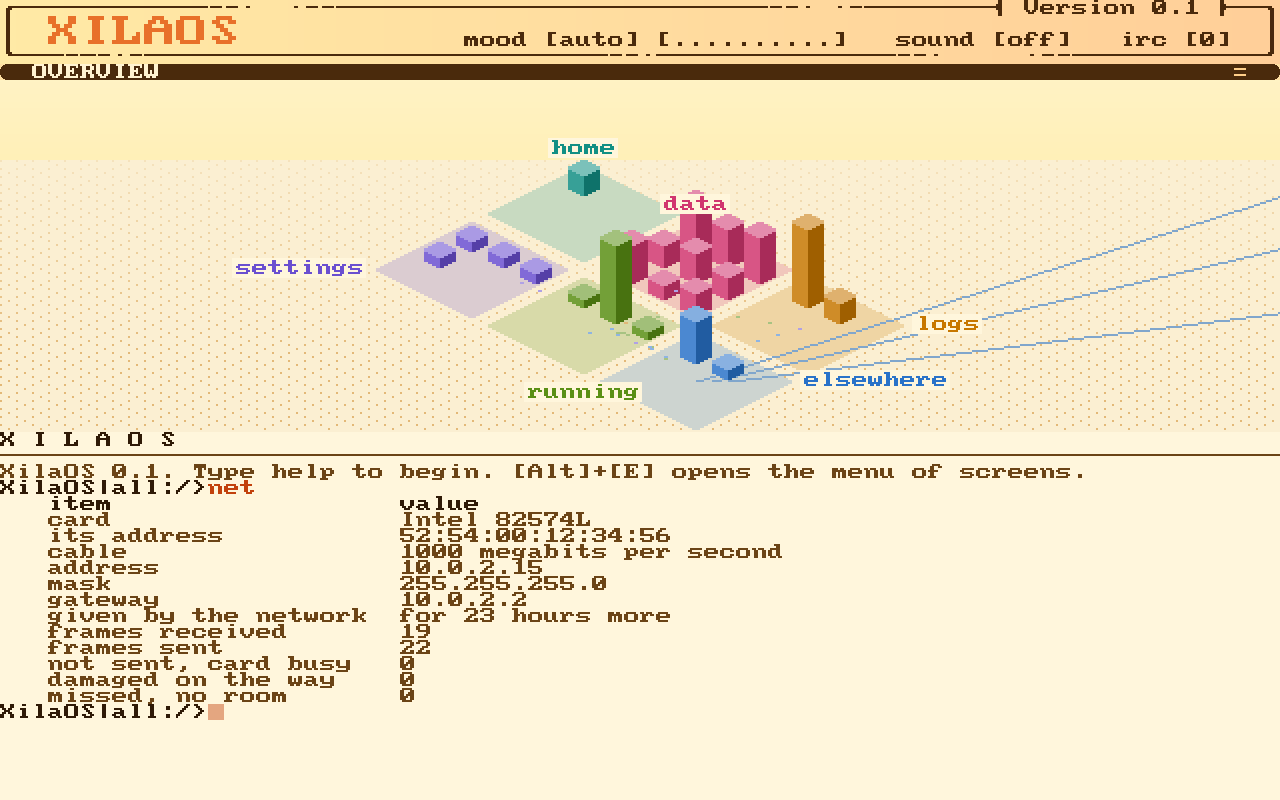 Version 0.1
XILAOS
mood [auto] [..........] sound [off] irc [0]
OVERVIEW =
home
data
settings
logs
elsewhere
running
X I L A O S
XilaOS 0.1. Type help to begin. [Alt]+[E] opens the menu of screens.
XilaOS|all:/>net
item value
card Intel 82574L
its address 52:54:00:12:34:56
cable 1000 megabits per second
address 10.0.2.15
mask 255.255.255.0
gateway 10.0.2.2
given by the network for 23 hours more
frames received 19
frames sent 22
not sent, card busy 0
damaged on the way 0
missed, no room 0
XilaOS|all:/>